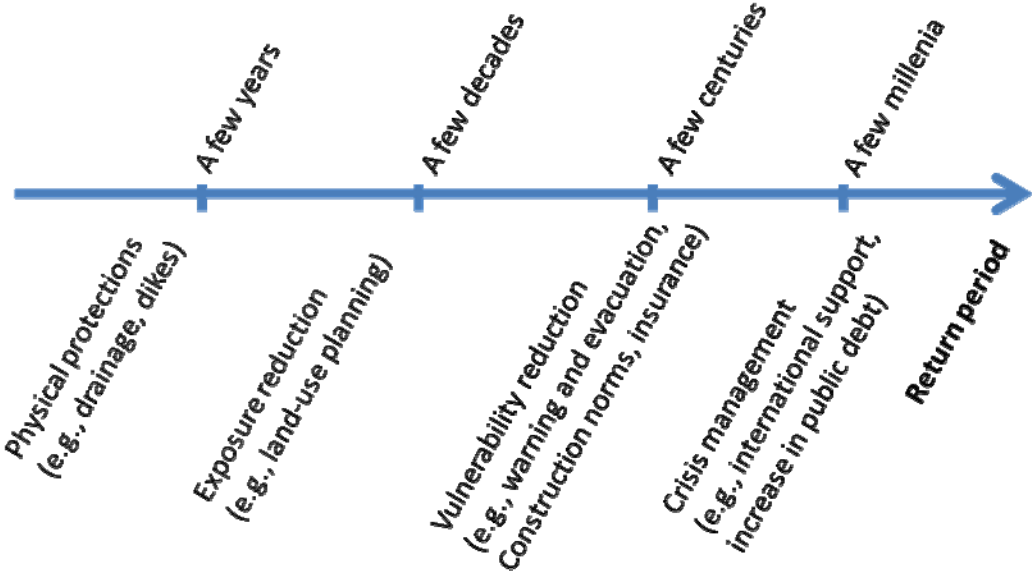 A few years
A few decades
A few centuries
A few millenia
Physical protections
(e.g., drainage, dikes)
Exposure reduction
(e.g., land-use planning)
Vulnerability reduction
(e.g., warning and evacuation,
Construction norms, insurance)
Crisis management
(e.g., international support,
increase in public debt)
Return period